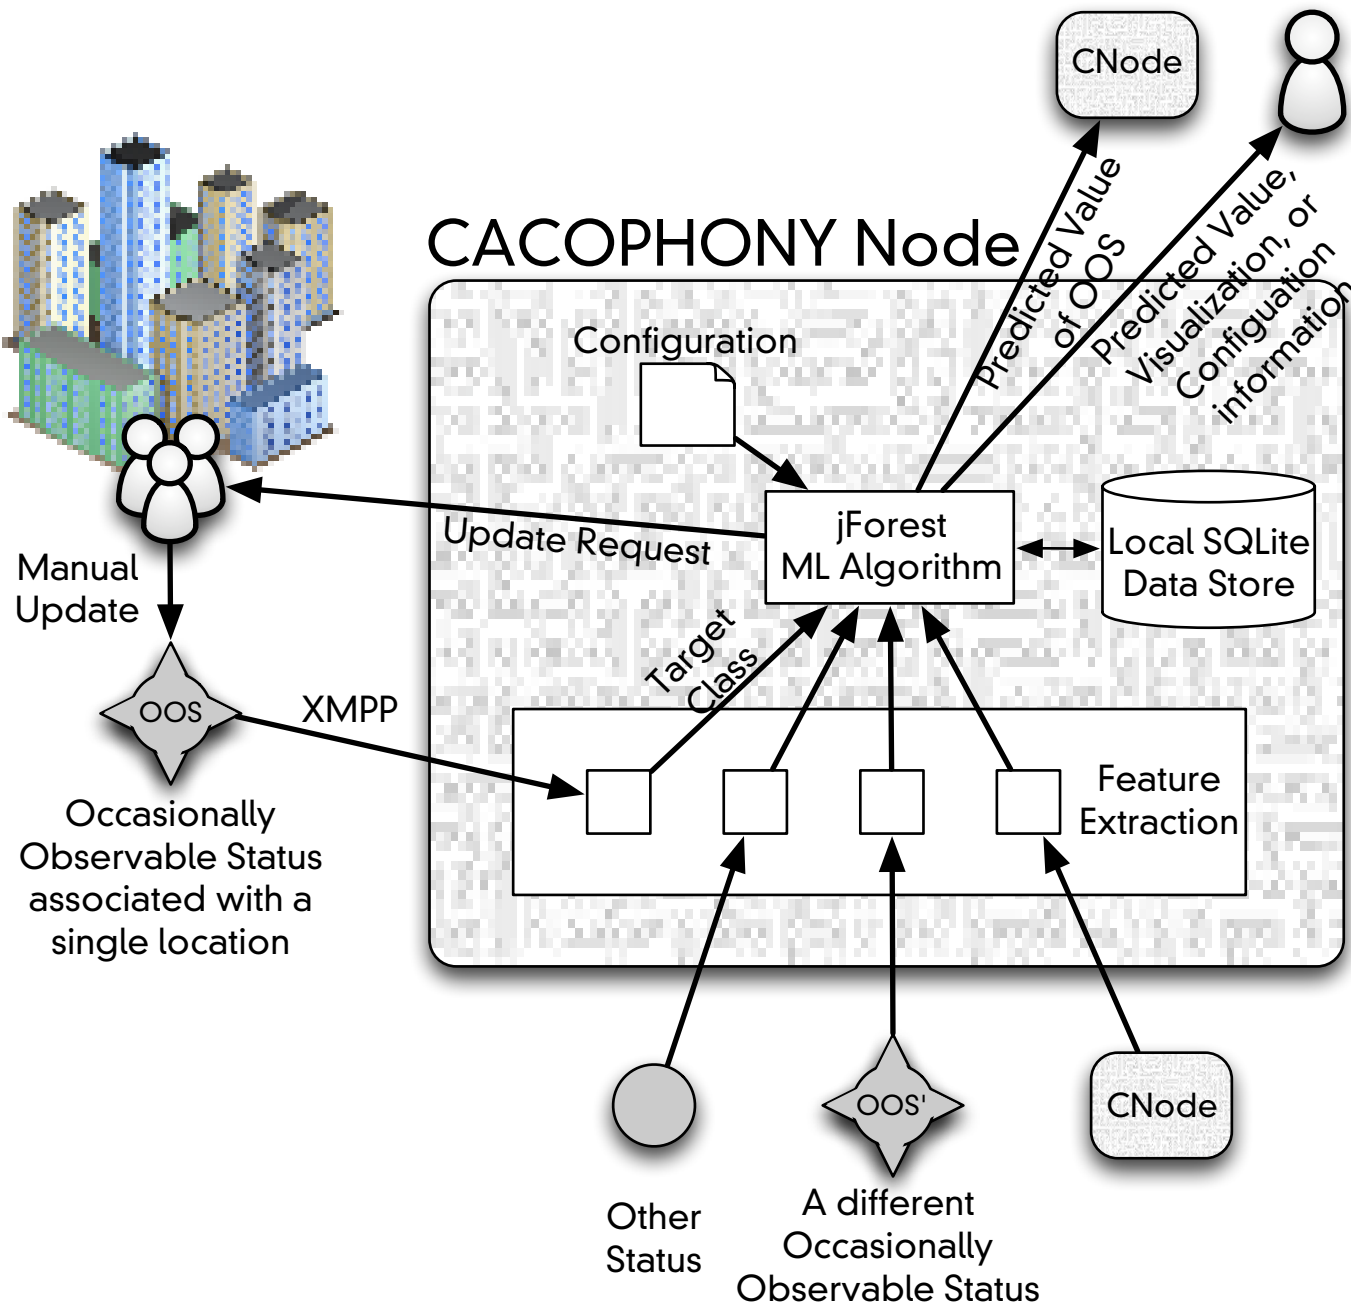 CNode
Predicted Value
of OOS
Predicted Value,
Visualization, or
Configuation
information
CACOPHONY Node
Configuration
jForest
ML Algorithm
Local SQLite
Data Store
Update Request
Manual
Update
Target
Class
OOS
XMPP
Occasionally
Observable Status
associated with a
single location
Feature
Extraction
OOS'
CNode
Other
Status
A different
Occasionally
Observable Status